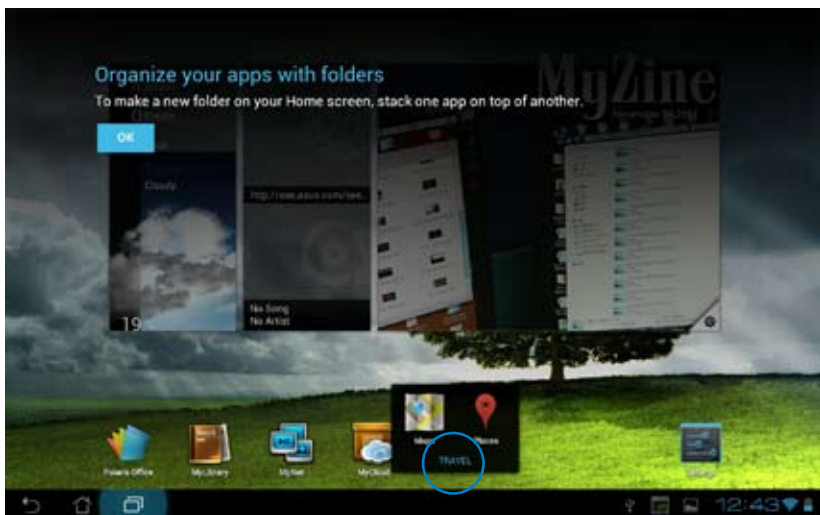 Organize your apps with folders
MyZine
To make a new folder on your Home screen, stack one app on top of another.
OK
Cloudy
No Song
No Artist
19
Maps
Places
TRAVEL
Polaris Office
MyLibrary
MyNet
MyCloud
12:43